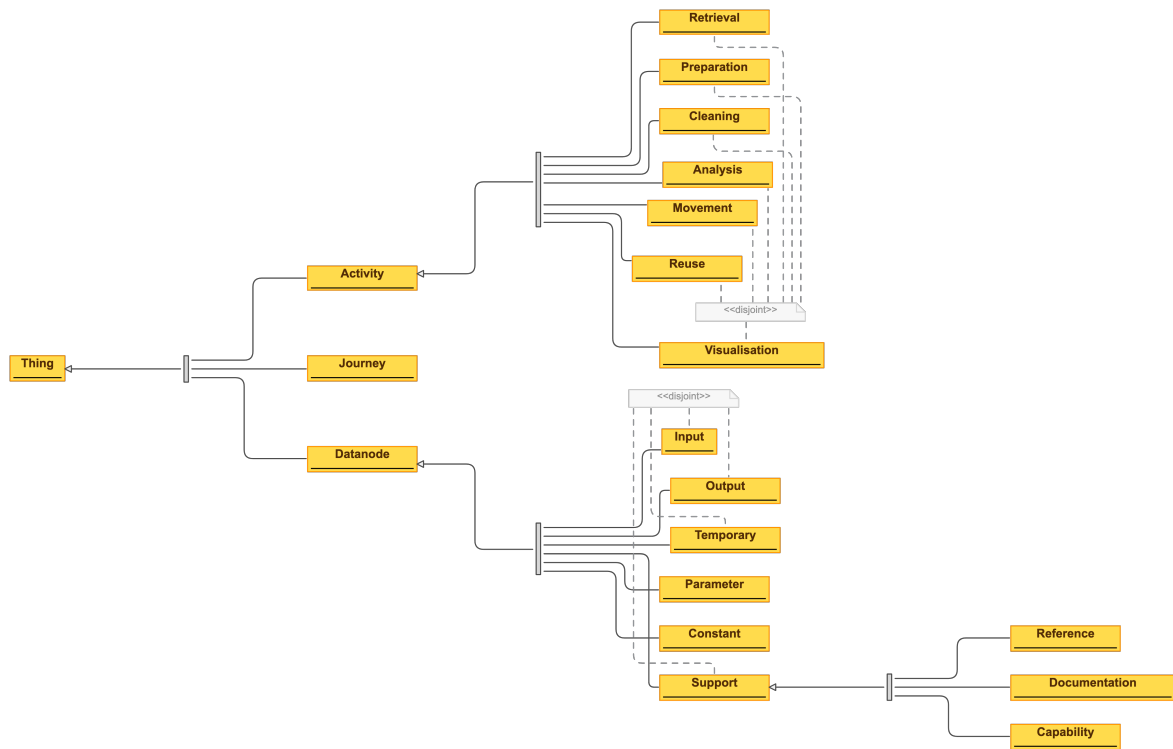 Retrieval
Preparation
Cleaning
Analysis
Movement
Reuse
<<disjoint>>
Visualisation
Activity
Thing
Journey
Datanode
<<disjoint>>
Input
Output
Temporary
Parameter
Constant
Support
Reference
Documentation
Capability